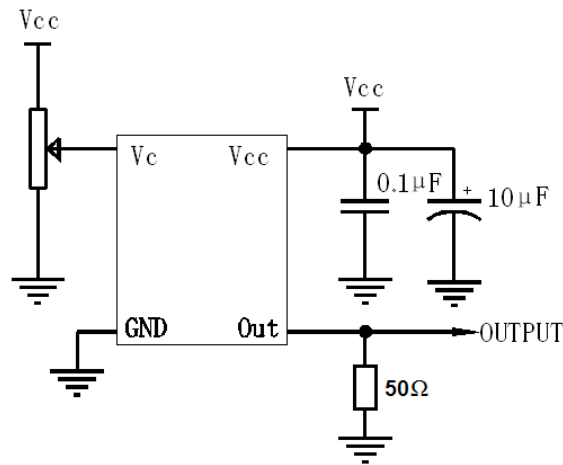 Vcc
Vcc
Vc
Vcc
0.1μF
+
10μF
GND
Out
OUTPUT
50Ω